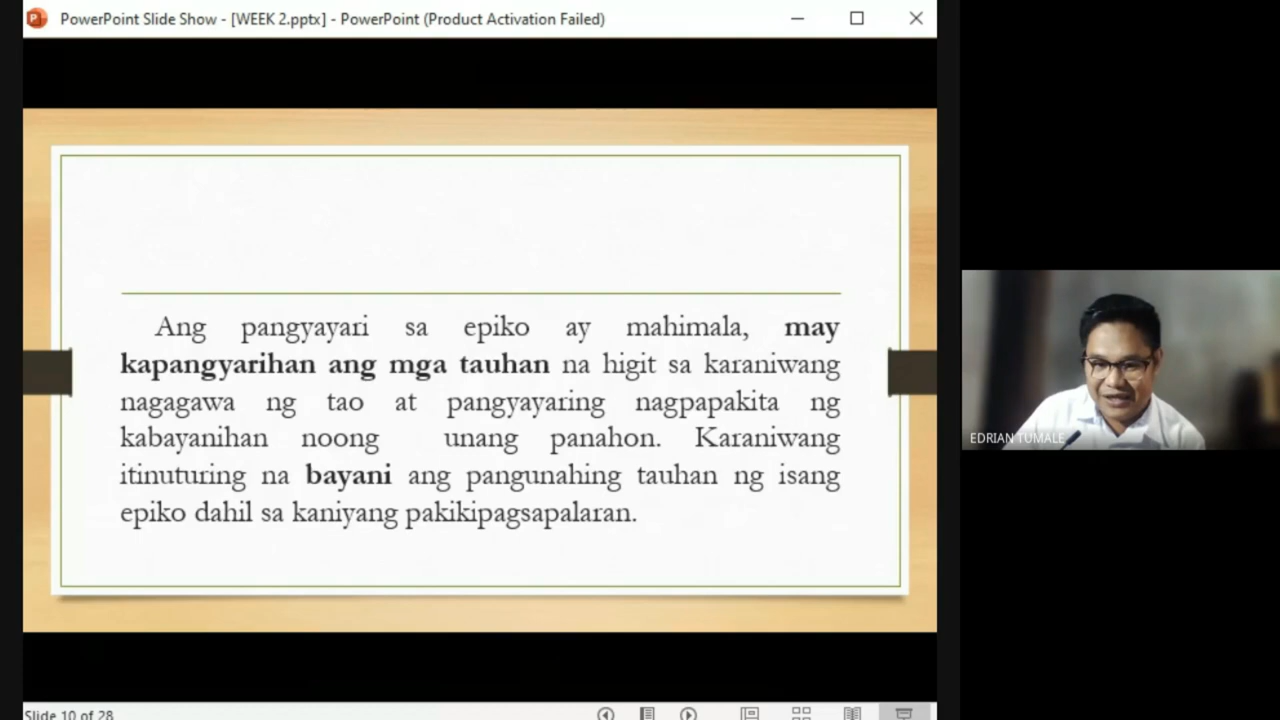 PowerPoint Slide Show - [WEEK 2.pptx] - PowerPoint (Product Activation Failed)
Ang pangyayari sa epiko ay mahimala, may
kapangyarihan ang mga tauhan na higit sa karaniwang
nagagawa ng tao at pangyayaring nagpapakita ng
kabayanihan noong unang panahon. Karaniwang
itinuturing na bayani ang pangunahing tauhan ng isang
epiko dahil sa kaniyang pakikipagsapalaran.
EDRIAN TUMALE
Slide 10 of 28